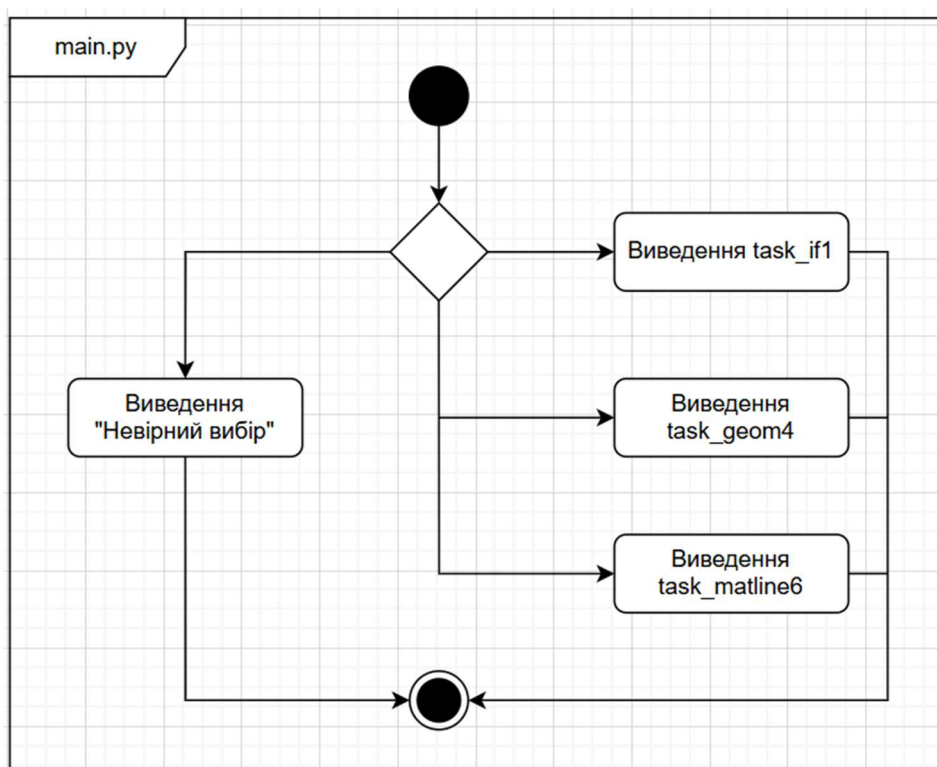 main.py
Виведення task_if1
Виведення
"Невірний вибір"
Виведення
task_geom4
Виведення
task_matline6